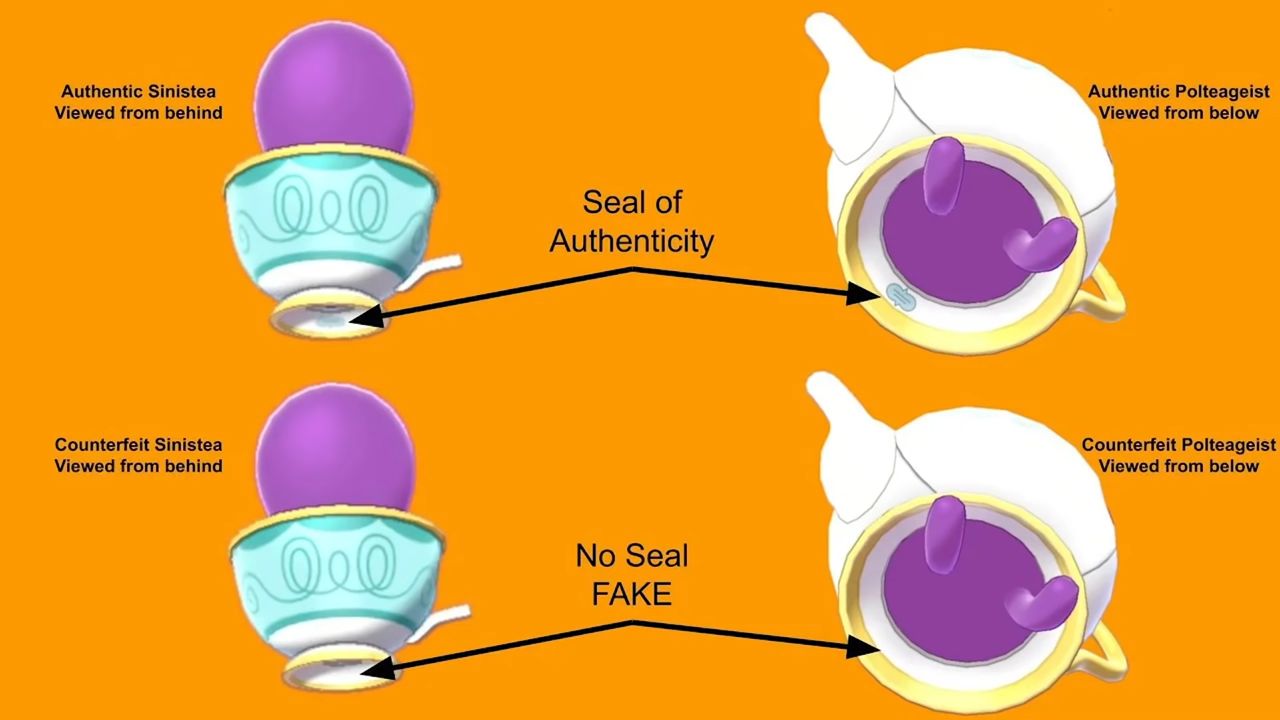 Authentic Sinistea
Viewed from behind
Authentic Polteageist
Viewed from below
Seal of
Authenticity
Counterfeit Sinistea
Viewed from behind
Counterfeit Polteageist
Viewed from below
No Seal
FAKE